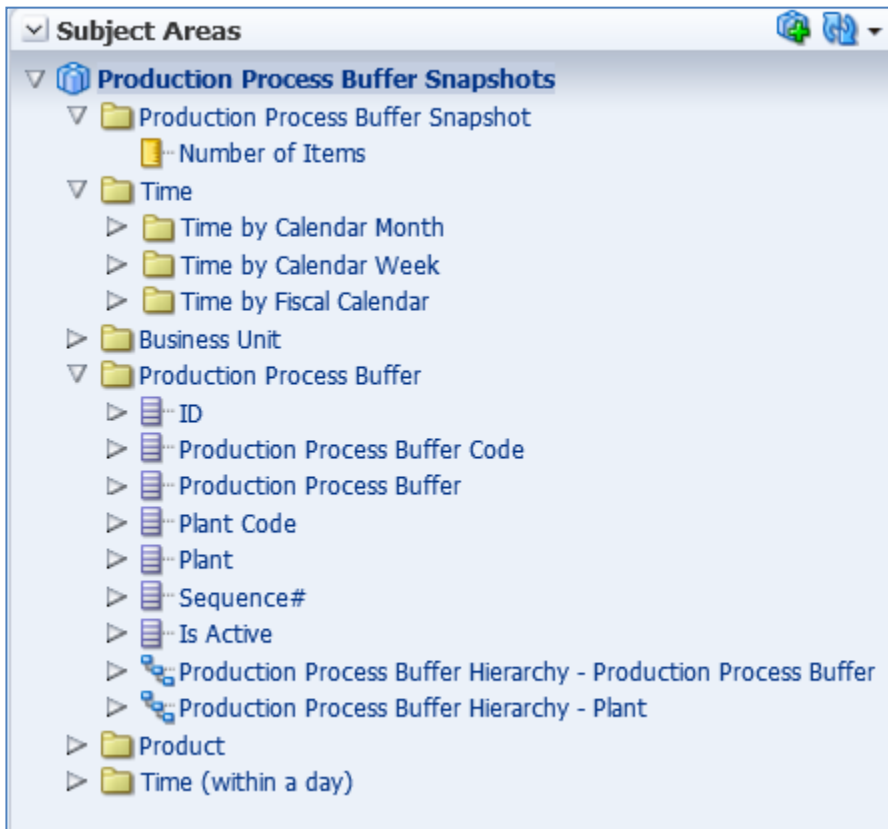 Subject Areas
Production Process Buffer Snapshots
Production Process Buffer Snapshot
Number of Items
Time
Time by Calendar Month
Time by Calendar Week
Time by Fiscal Calendar
Business Unit
Production Process Buffer
ID
Production Process Buffer Code
Production Process Buffer
Plant Code
Plant
Sequence#
Is Active
Production Process Buffer Hierarchy - Production Process Buffer
Production Process Buffer Hierarchy - Plant
Product
Time (within a day)